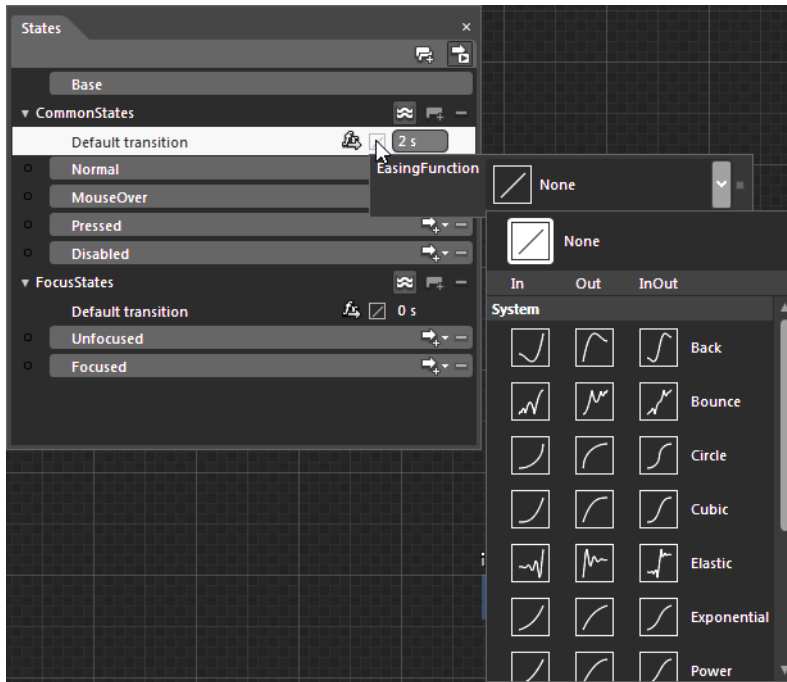 States
Base
CommonStates
Default transition 2 s
Normal
EasingFunction
None
MouseOver
Pressed
Disabled
None
FocusStates
In Out InOut
Default transition 0 s
System
Unfocused
Focused
Back
Bounce
Circle
Cubic
Elastic
Exponential
Power